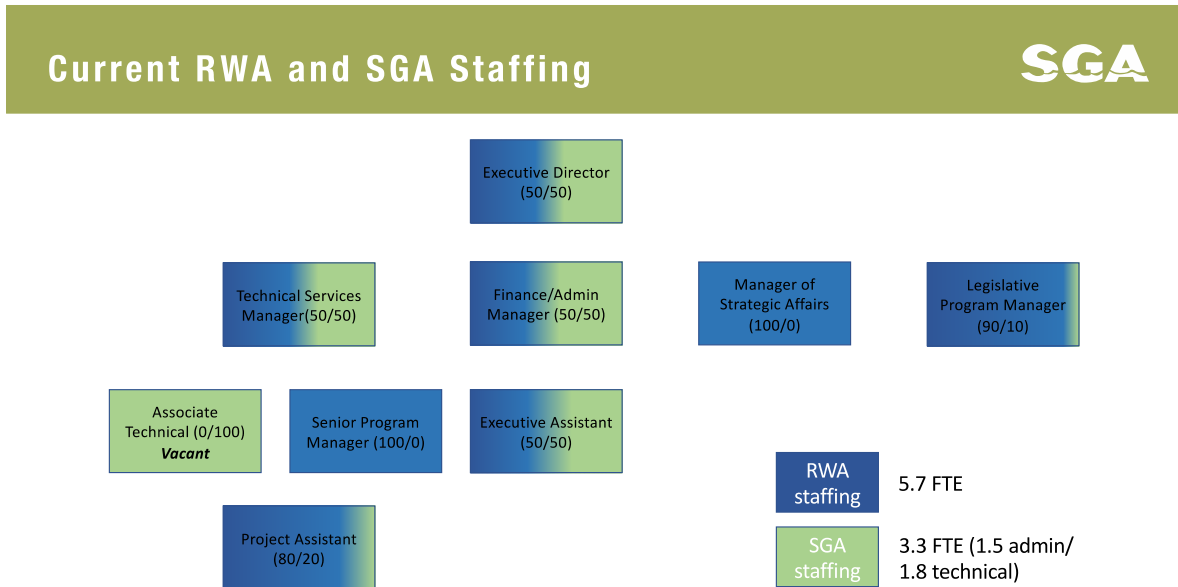 Current RWA and SGA Staffing
SGA
Executive Director
(50/50)
Technical Services
Manager(50/50)
Finance/Admin
Manager (50/50)
Manager of
Strategic Affairs
(100/0)
Legislative
Program Manager
(90/10)
Associate
Technical (0/100)
Vacant
Senior Program
Manager (100/0)
Executive Assistant
(50/50)
Project Assistant
(80/20)
RWA
staffing
5.7 FTE
SGA
staffing
3.3 FTE (1.5 admin/
1.8 technical)